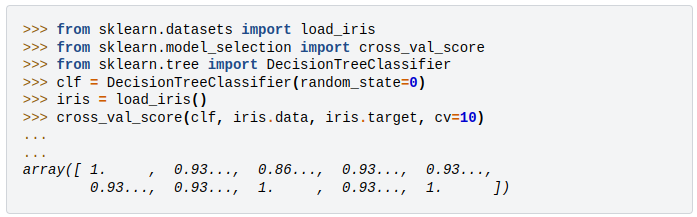 >>> from sklearn.datasets import load_iris
>>> from sklearn.model_selection import cross_val_score
>>> from sklearn.tree import DecisionTreeClassifier
>>> clf = DecisionTreeClassifier(random_state=0)
>>> iris = load_iris()
>>> cross_val_score(clf, iris.data, iris.target, cv=10)
...
...
array([ 1.     ,  0.93...,  0.86...,  0.93...,  0.93...,
        0.93...,  0.93...,  1.     ,  0.93...,  1.      ])